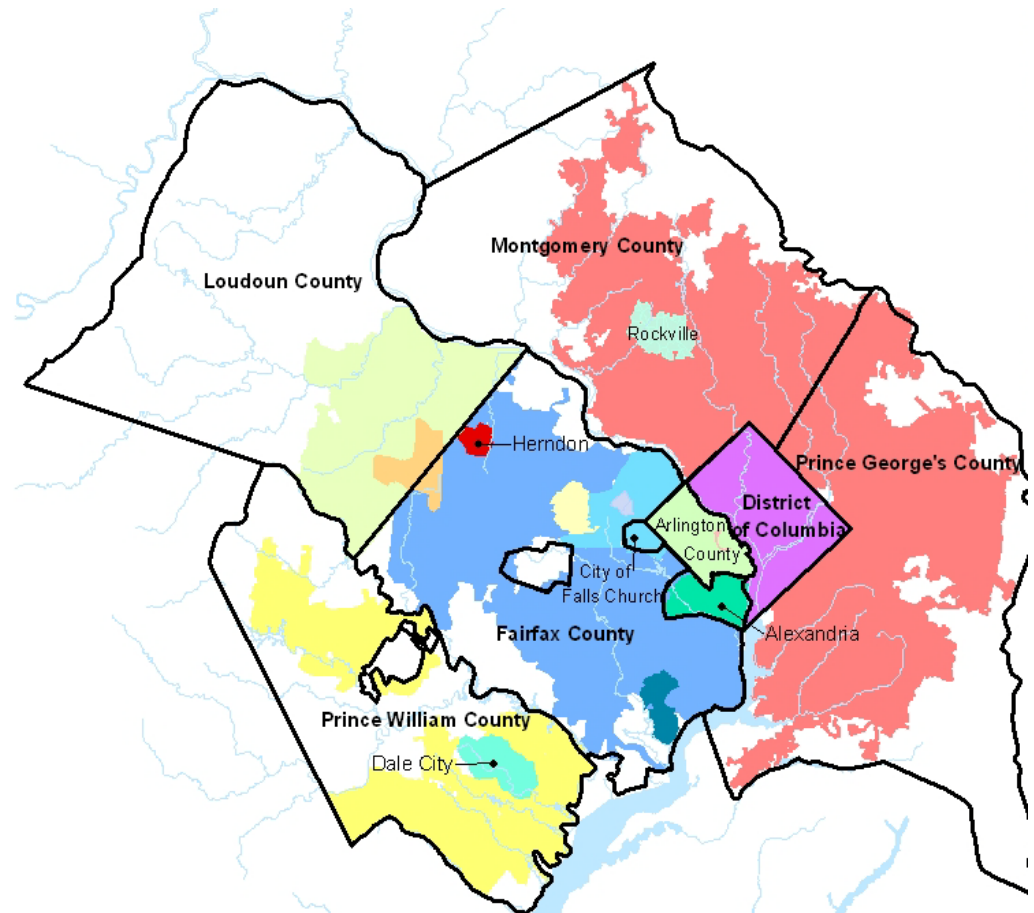 Montgomery County
Loudoun County
Rockville
Herndon
Prince George's County
District
of Columbia
Arlington
County
City of
Falls Church
Alexandria
Fairfax County
Prince William County
Dale City